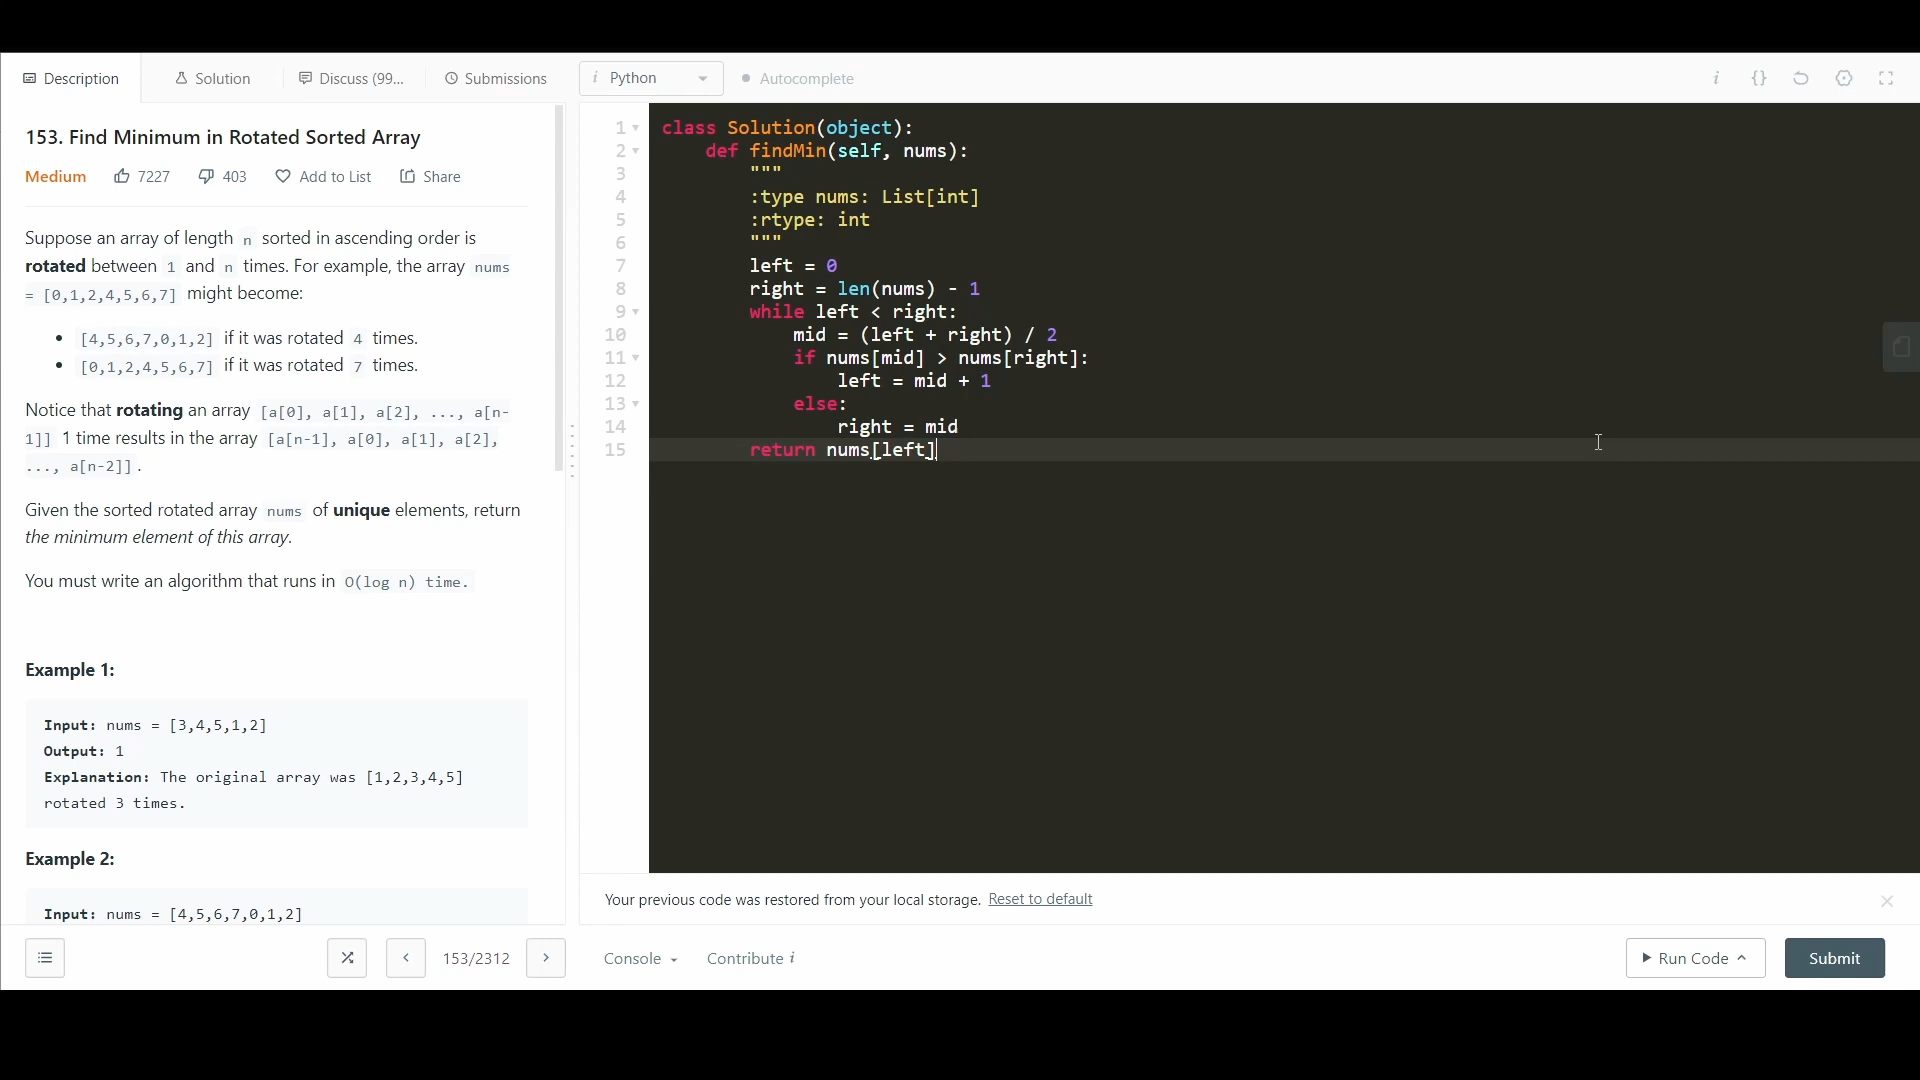 Description
Solution
Discuss (99...
Submissions
i Python
Autocomplete
i {}
153. Find Minimum in Rotated Sorted Array
Medium 7227 403 Add to List Share
Suppose an array of length n sorted in ascending order is
rotated between 1 and n times. For example, the array nums
= [0,1,2,4,5,6,7] might become:
• [4,5,6,7,0,1,2] if it was rotated 4 times.
• [0,1,2,4,5,6,7] if it was rotated 7 times.
Notice that rotating an array [a[0], a[1], a[2], ..., a[n-
1]] 1 time results in the array [a[n-1], a[0], a[1], a[2],
..., a[n-2]].
Given the sorted rotated array nums of unique elements, return
the minimum element of this array.
You must write an algorithm that runs in O(log n) time.
Example 1:
Input: nums = [3,4,5,1,2]
Output: 1
Explanation: The original array was [1,2,3,4,5]
rotated 3 times.
Example 2:
Input: nums = [4,5,6,7,0,1,2]
1 class Solution(object):
2 def findMin(self, nums):
3 """
4 :type nums: List[int]
5 :rtype: int
6 """
7 left = 0
8 right = len(nums) - 1
9 while left < right:
10 mid = (left + right) / 2
11 if nums[mid] > nums[right]:
12 left = mid + 1
13 else:
14 right = mid
15 return nums[left]
Your previous code was restored from your local storage. Reset to default
153/2312
Console
Contribute i
Run Code
Submit